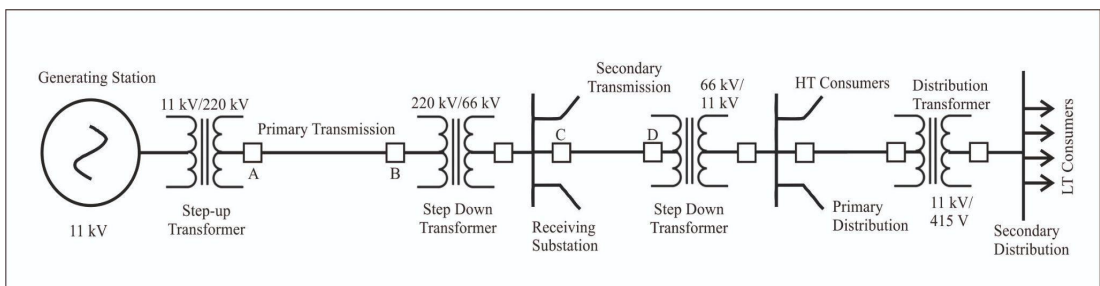 Generating Station
11 kV
11 kV/220 kV
Step-up
Transformer
A
Primary Transmission
B
220 kV/66 kV
Step Down
Transformer
Secondary
Transmission
C
Receiving
Substation
D
66 kV/
11 kV
Step Down
Transformer
HT Consumers
Primary
Distribution
Distribution
Transformer
11 kV/
415 V
LT Consumers
Secondary
Distribution